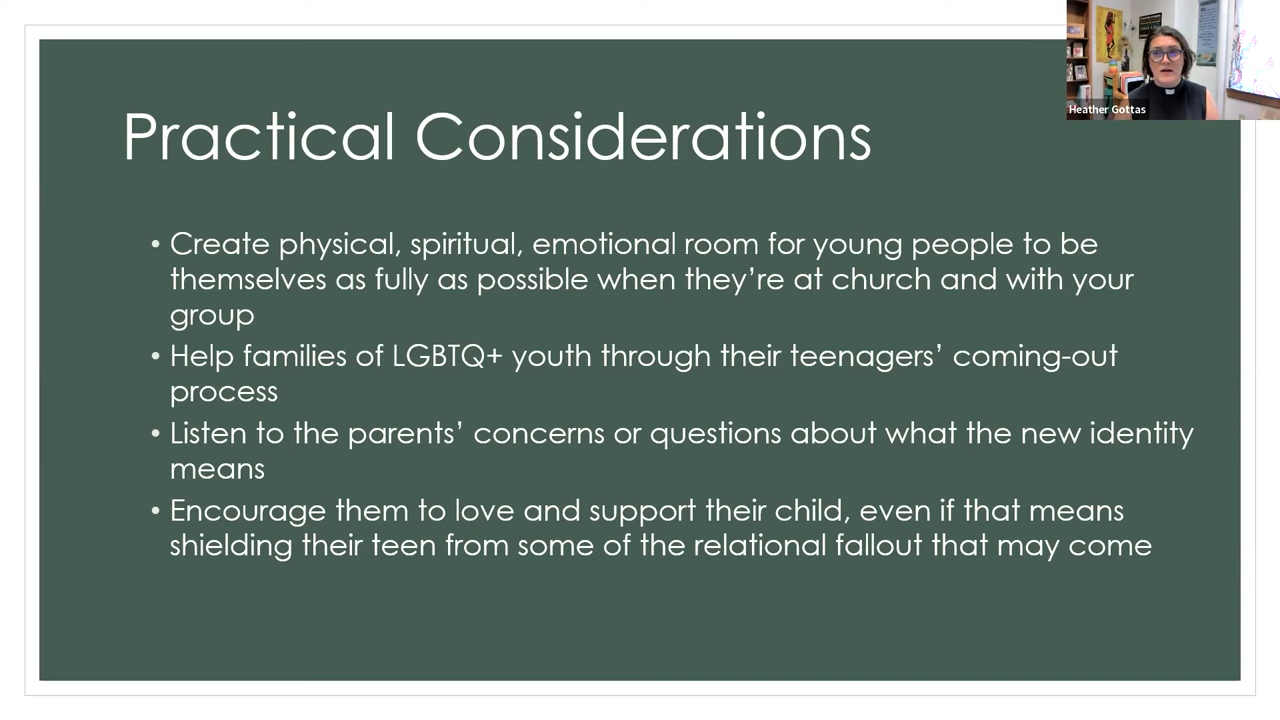 Practical Considerations
• Create physical, spiritual, emotional room for young people to be
themselves as fully as possible when they’re at church and with your
group
• Help families of LGBTQ+ youth through their teenagers’ coming-out
process
• Listen to the parents’ concerns or questions about what the new identity
means
• Encourage them to love and support their child, even if that means
shielding their teen from some of the relational fallout that may come
Heather Gottas